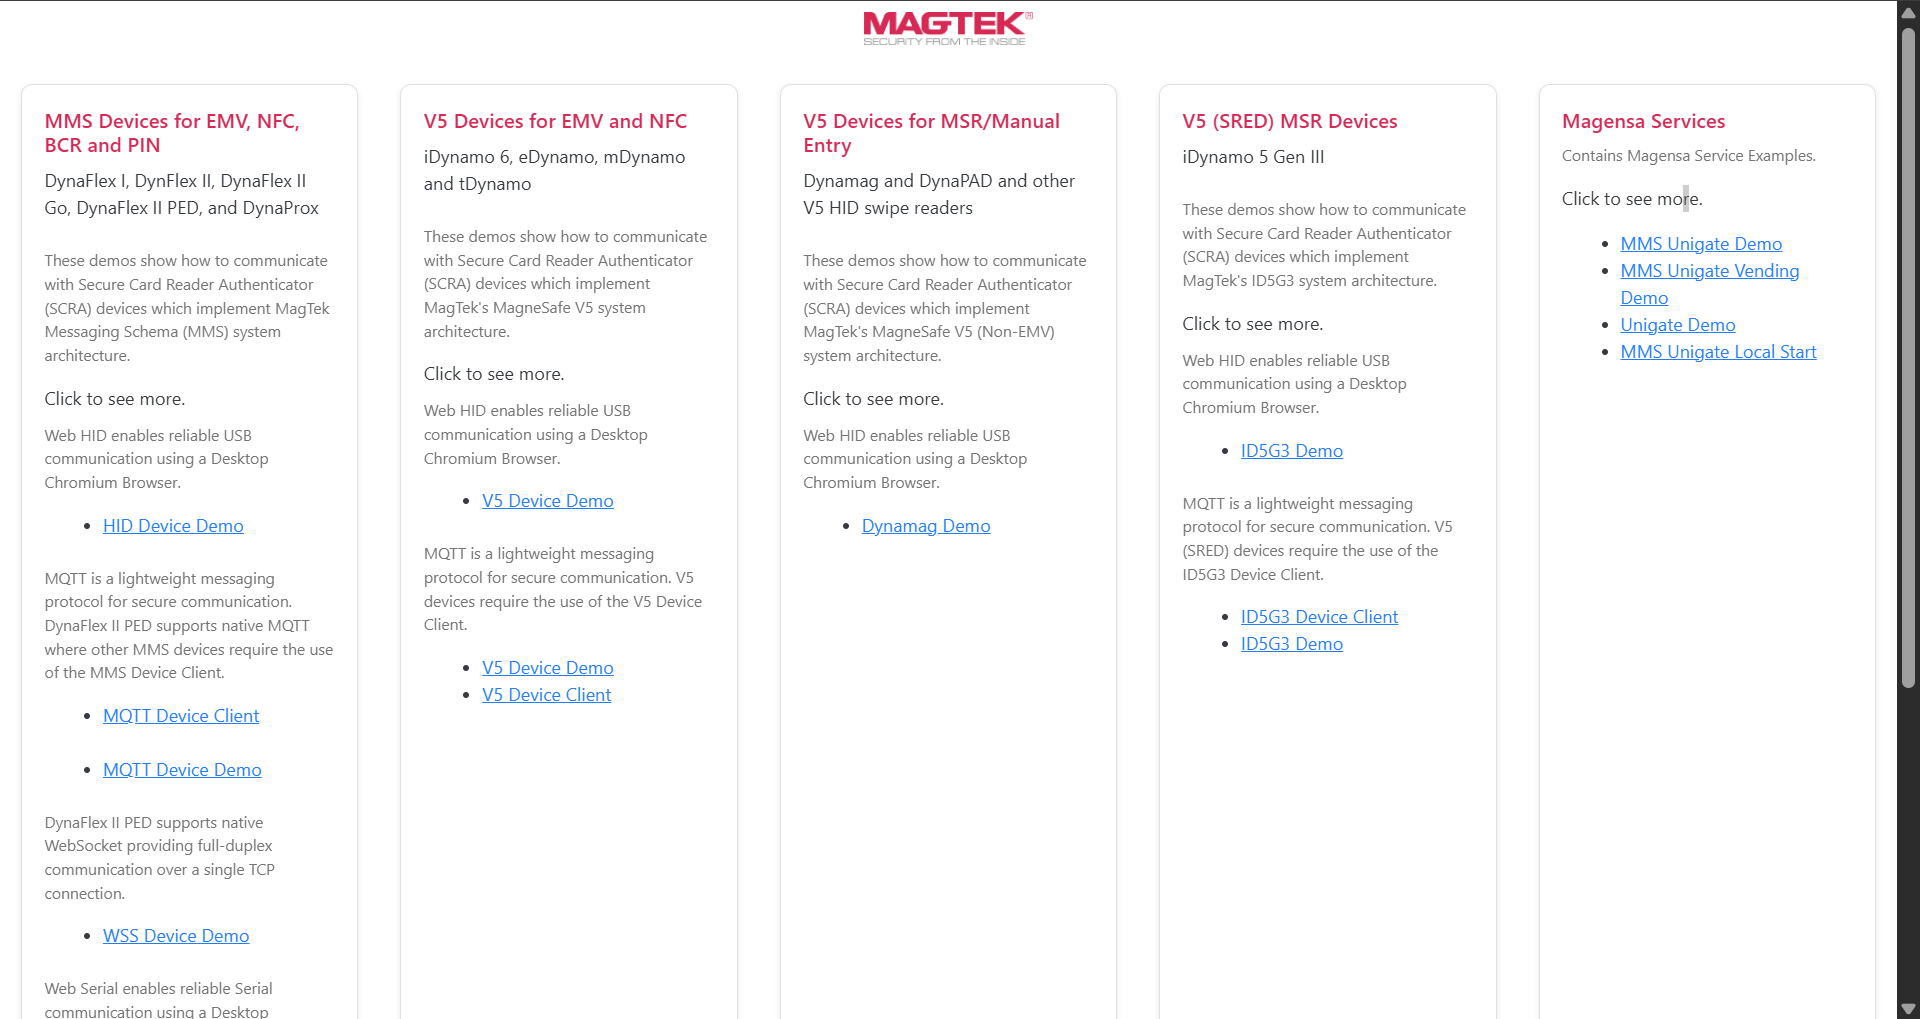 MAGTEK®
SECURITY FROM THE INSIDE
MMS Devices for EMV, NFC,
BCR and PIN
DynaFlex I, DynFlex II, DynaFlex II
Go, DynaFlex II PED, and DynaProx
These demos show how to communicate
with Secure Card Reader Authenticator
(SCRA) devices which implement MagTek
Messaging Schema (MMS) system
architecture.
Click to see more.
Web HID enables reliable USB
communication using a Desktop
Chromium Browser.
• HID Device Demo
MQTT is a lightweight messaging
protocol for secure communication.
DynaFlex II PED supports native MQTT
where other MMS devices require the use
of the MMS Device Client.
• MQTT Device Client
• MQTT Device Demo
DynaFlex II PED supports native
WebSocket providing full-duplex
communication over a single TCP
connection.
• WSS Device Demo
Web Serial enables reliable Serial
communication using a Desktop
V5 Devices for EMV and NFC
iDynamo 6, eDynamo, mDynamo
and tDynamo
These demos show how to communicate
with Secure Card Reader Authenticator
(SCRA) devices which implement
MagTek's MagneSafe V5 system
architecture.
Click to see more.
Web HID enables reliable USB
communication using a Desktop
Chromium Browser.
• V5 Device Demo
MQTT is a lightweight messaging
protocol for secure communication. V5
devices require the use of the V5 Device
Client.
• V5 Device Demo
• V5 Device Client
V5 Devices for MSR/Manual
Entry
Dynamag and DynaPAD and other
V5 HID swipe readers
These demos show how to communicate
with Secure Card Reader Authenticator
(SCRA) devices which implement
MagTek's MagneSafe V5 (Non-EMV)
system architecture.
Click to see more.
Web HID enables reliable USB
communication using a Desktop
Chromium Browser.
• Dynamag Demo
V5 (SRED) MSR Devices
iDynamo 5 Gen III
These demos show how to communicate
with Secure Card Reader Authenticator
(SCRA) devices which implement
MagTek's ID5G3 system architecture.
Click to see more.
Web HID enables reliable USB
communication using a Desktop
Chromium Browser.
• ID5G3 Demo
MQTT is a lightweight messaging
protocol for secure communication. V5
(SRED) devices require the use of the
ID5G3 Device Client.
• ID5G3 Device Client
• ID5G3 Demo
Magensa Services
Contains Magensa Service Examples.
Click to see more.
• MMS Unigate Demo
• MMS Unigate Vending
Demo
• Unigate Demo
• MMS Unigate Local Start